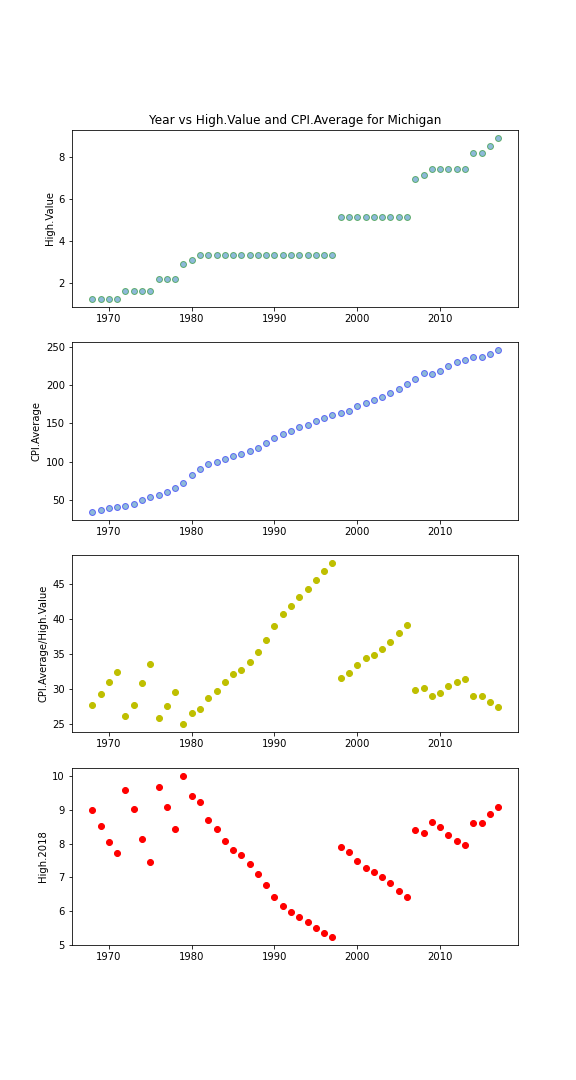 Year vs High.Value and CPI.Average for Michigan
High.Value
8
6
4
2
1970 1980 1990 2000 2010
CPI.Average
250
200
150
100
50
1970 1980 1990 2000 2010
CPI.Average/High.Value
45
40
35
30
25
1970 1980 1990 2000 2010
High.2018
10
9
8
7
6
5
1970 1980 1990 2000 2010